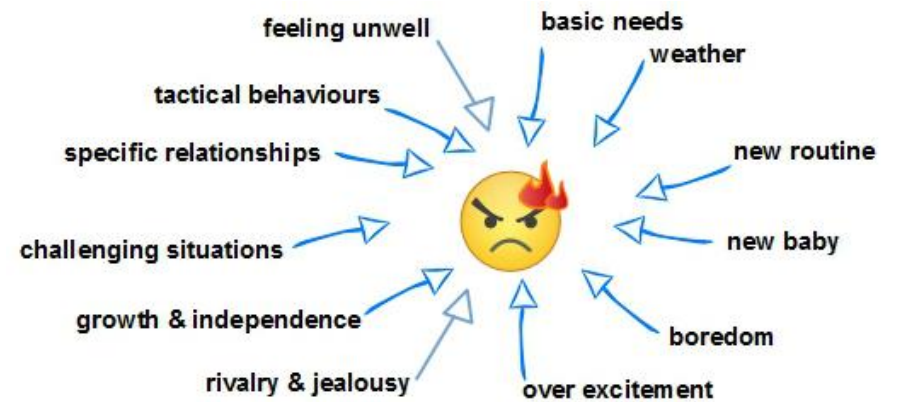 feeling unwell
basic needs
weather
tactical behaviours
specific relationships
new routine
challenging situations
new baby
growth & independence
boredom
rivalry & jealousy
over excitement